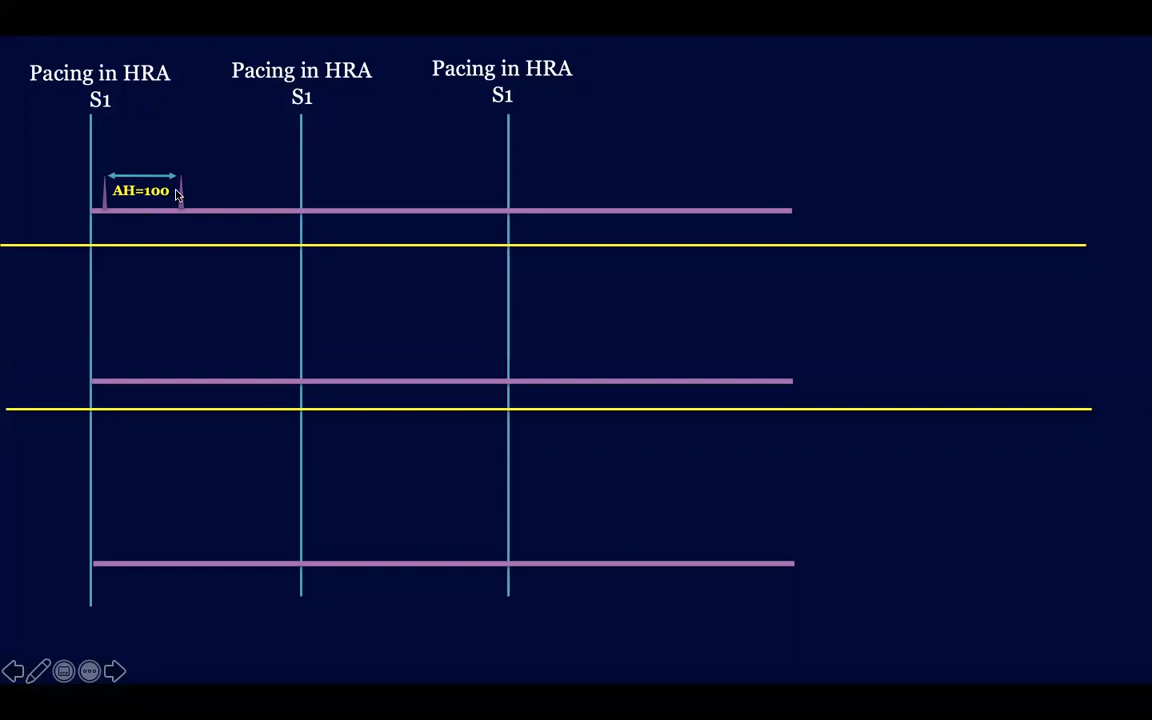 Pacing in HRA
S1
Pacing in HRA
S1
Pacing in HRA
S1
AH=100